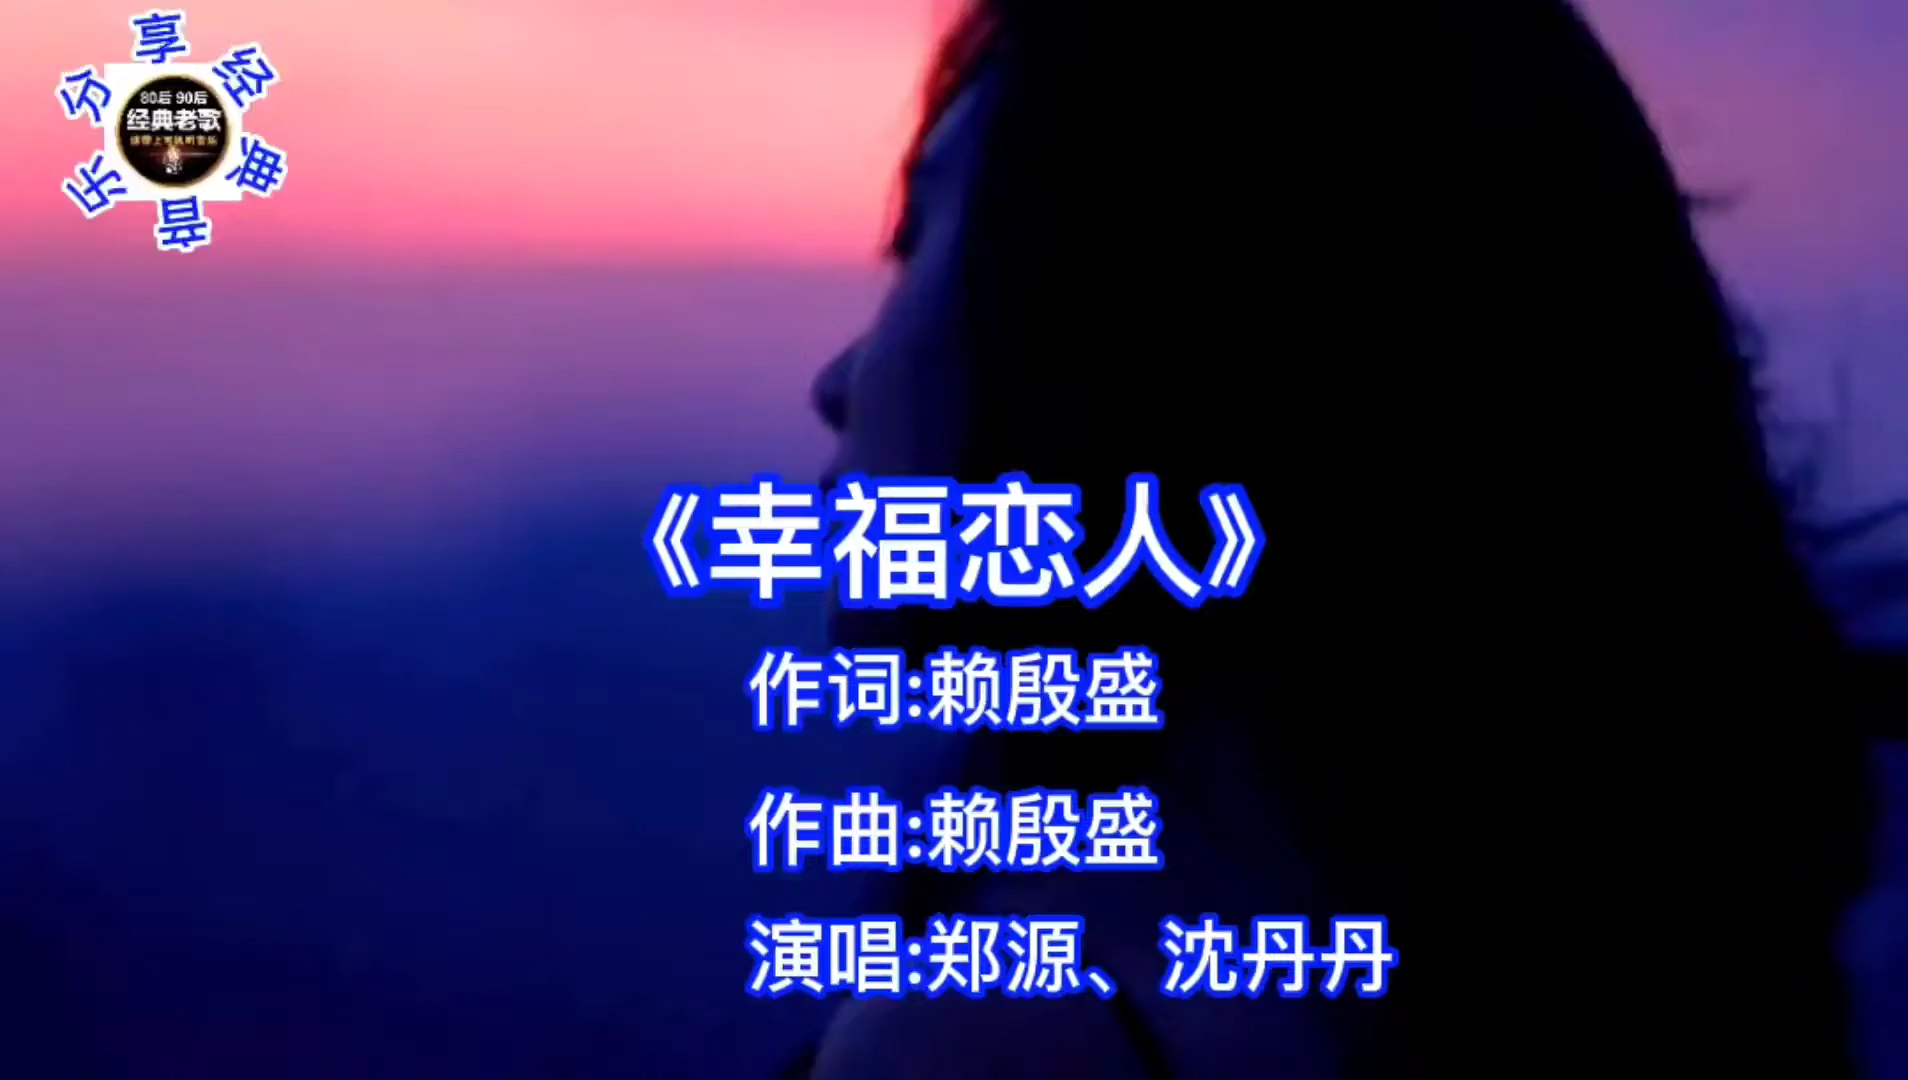 分享经典音乐
80后 90后
经典老歌
《幸福恋人》
作词:赖殷盛
作曲:赖殷盛
演唱:郑源、沈丹丹